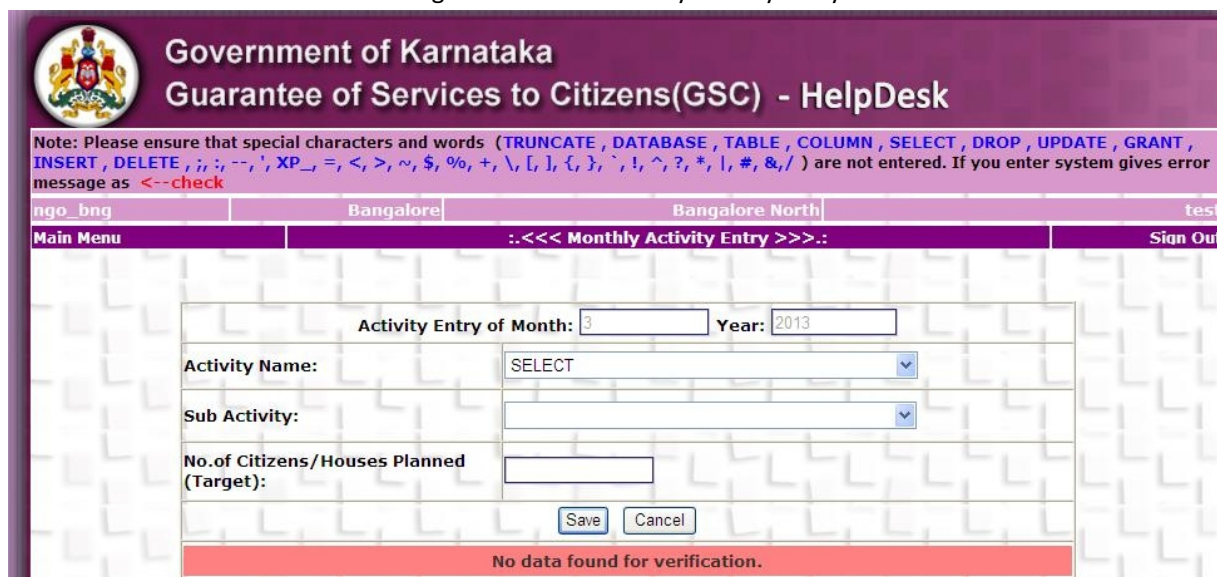 Government of Karnataka
Guarantee of Services to Citizens(GSC) - HelpDesk
Note: Please ensure that special characters and words (TRUNCATE , DATABASE , TABLE , COLUMN , SELECT , DROP , UPDATE , GRANT ,
INSERT , DELETE , ;, :, --, ', XP_, =, <, >, ~, $, %, +, \, [, ], {, }, `, !, ^, ?, *, |, #, &,/ ) are not entered. If you enter system gives error
message as <--check
ngo_bng Bangalore Bangalore North test
Main Menu :.<<< Monthly Activity Entry >>>.: Sign Out
Activity Entry of Month: 3 Year: 2013
Activity Name: SELECT
Sub Activity:
No.of Citizens/Houses Planned
(Target):
Save Cancel
No data found for verification.